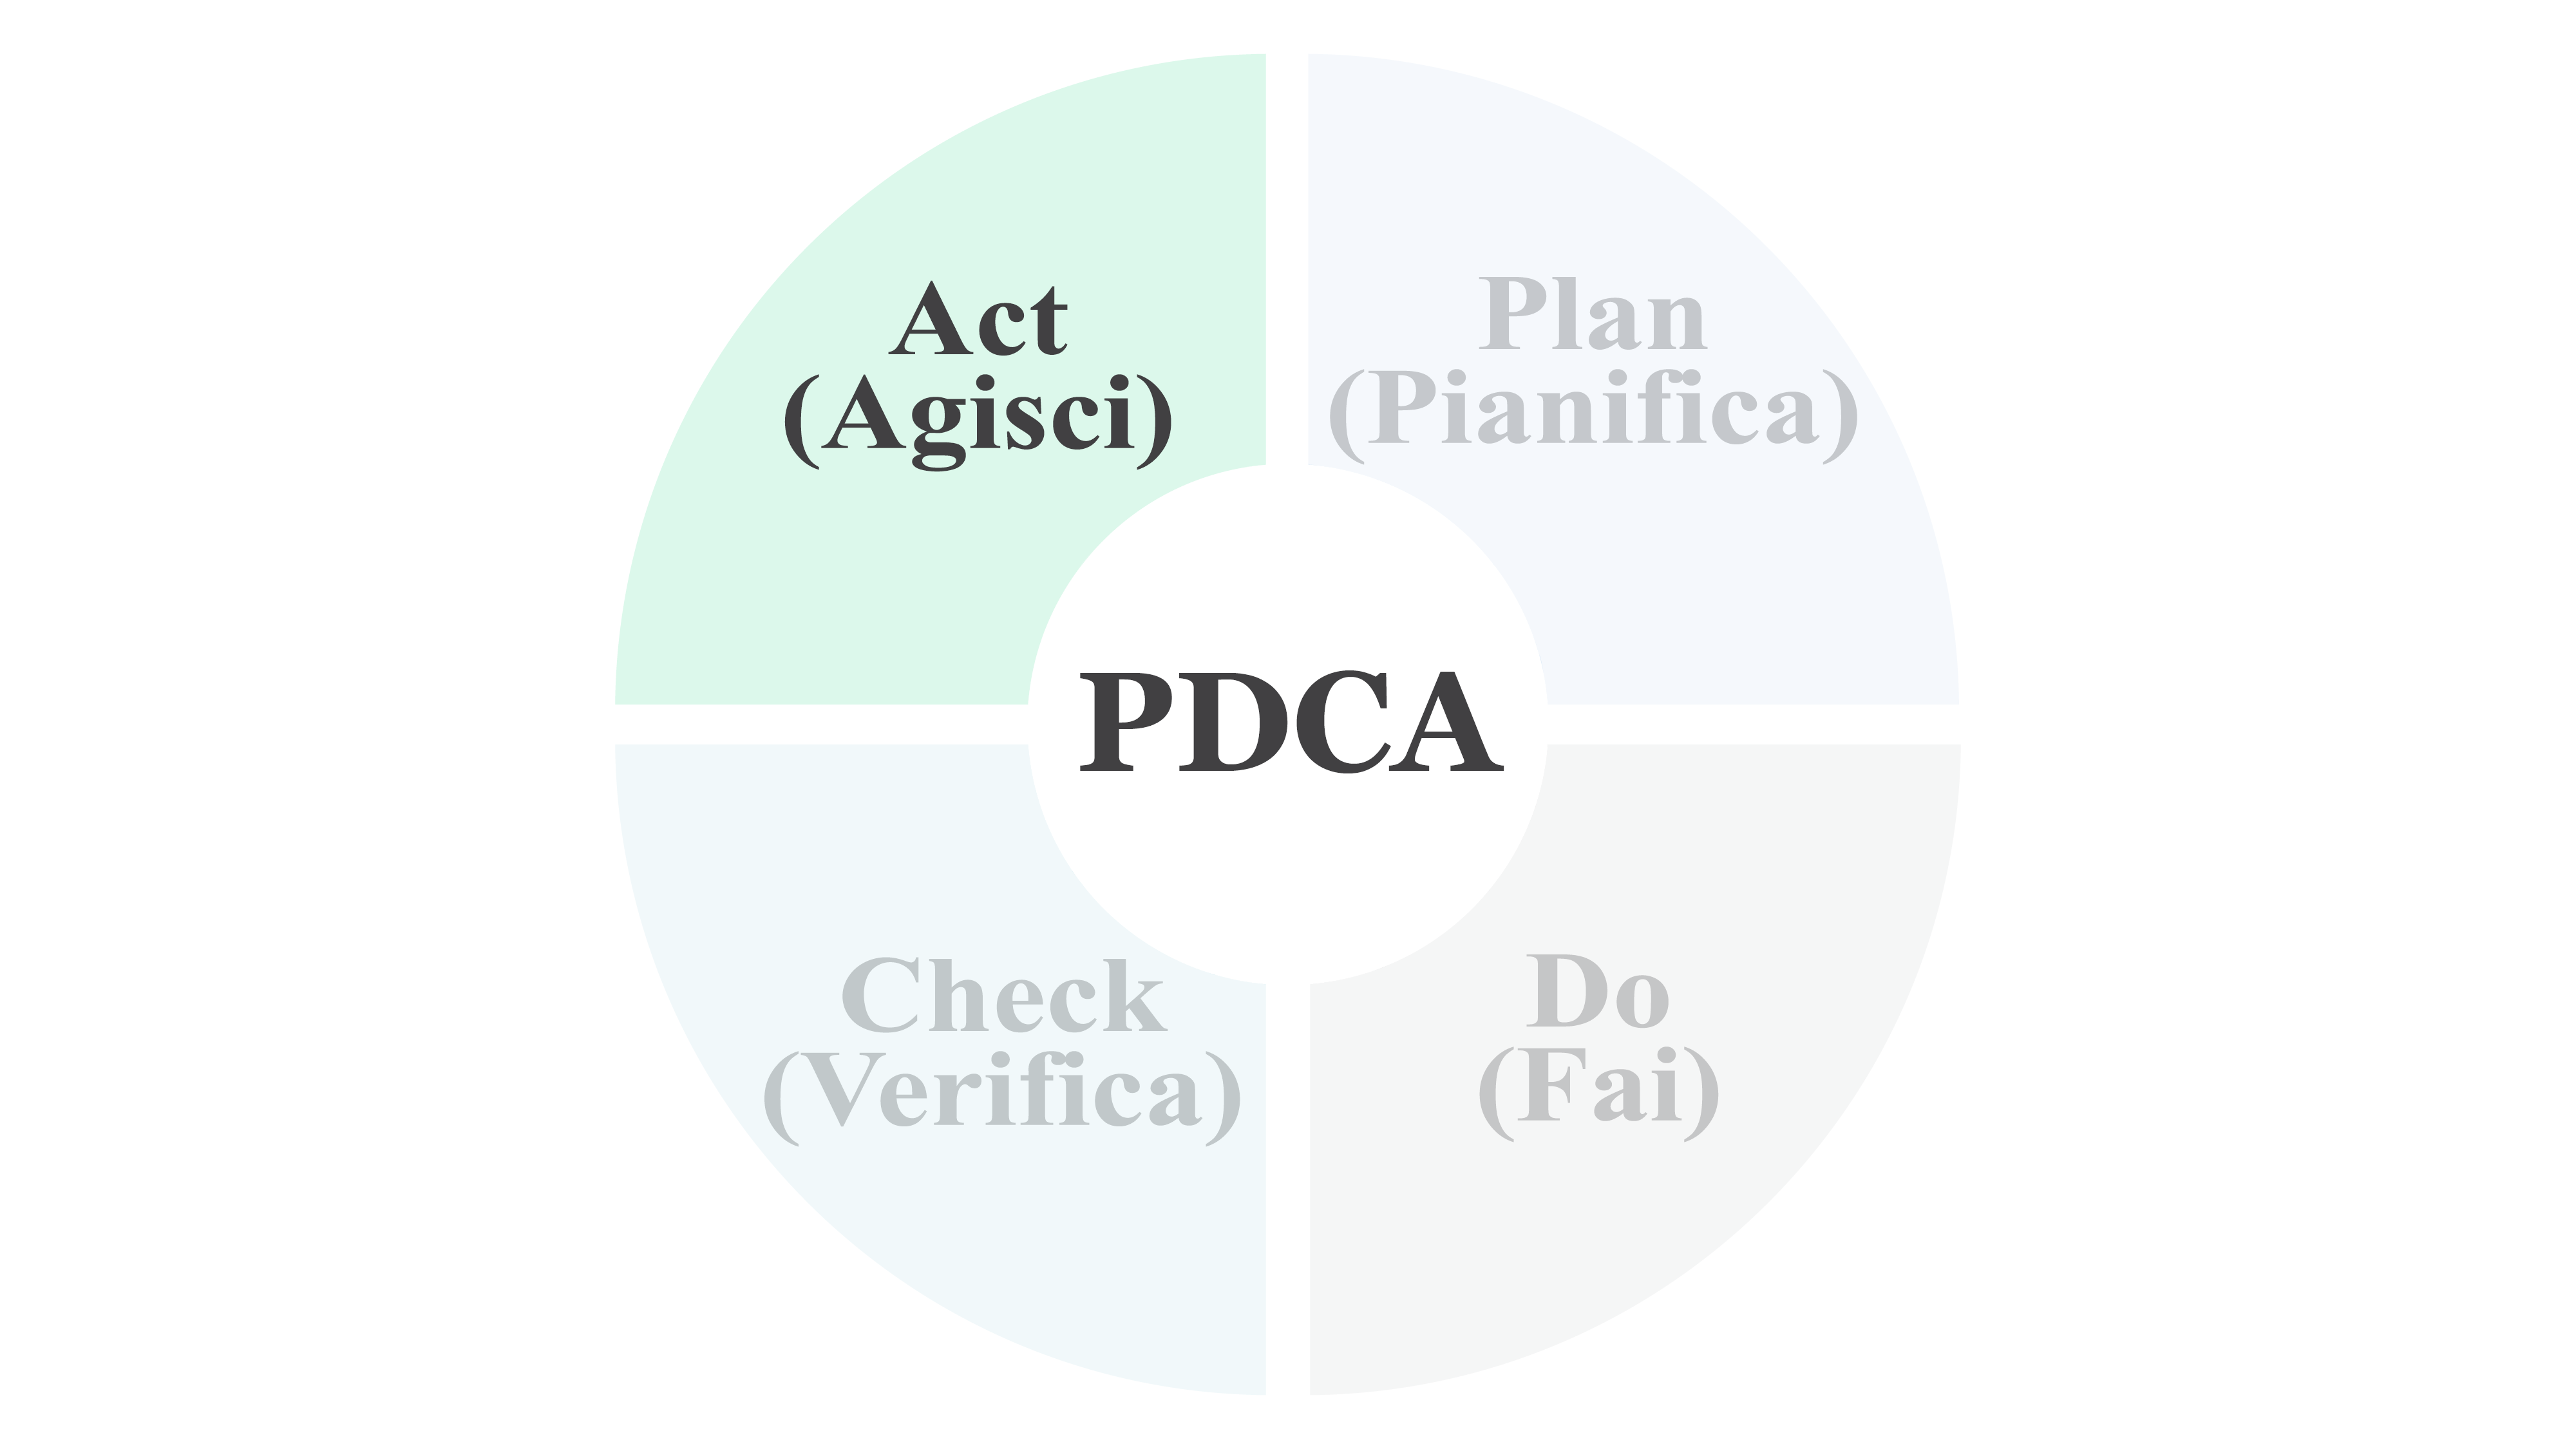 Act
(Agisci)
Plan
(Pianifica)
PDCA
Check
(Verifica)
Do
(Fai)